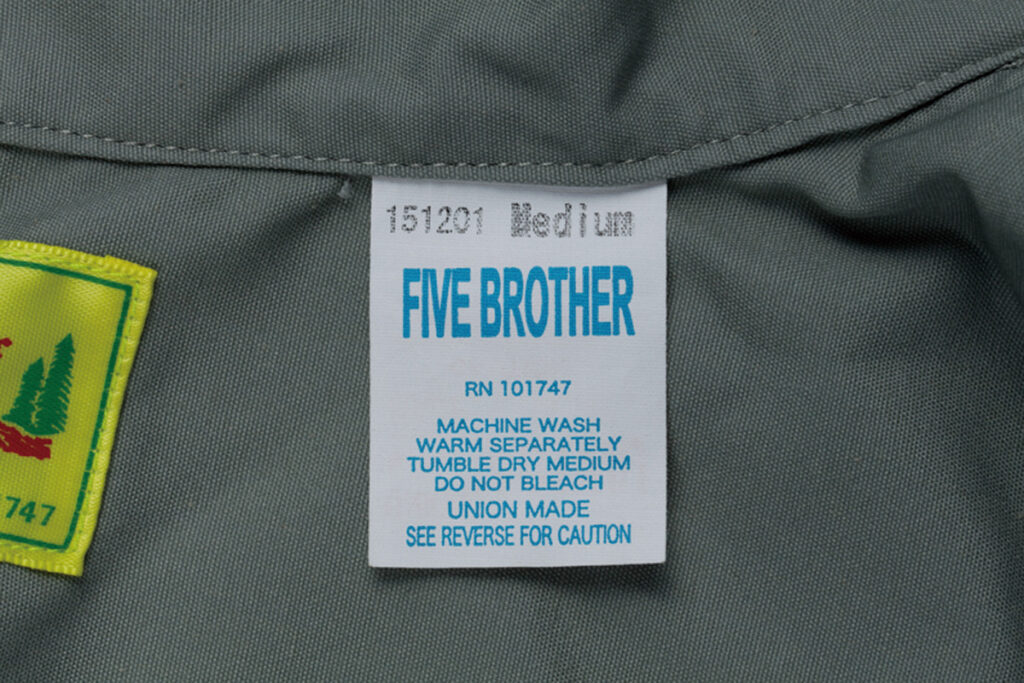 151201 Medium
FIVE BROTHER
RN 101747
MACHINE WASH
WARM SEPARATELY
TUMBLE DRY MEDIUM
DO NOT BLEACH
UNION MADE
SEE REVERSE FOR CAUTION
747